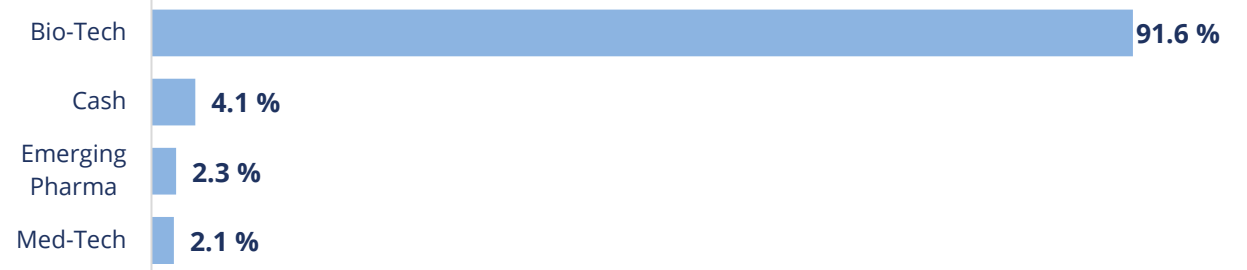 Bio-Tech 91.6 %
Cash 4.1 %
Emerging
Pharma 2.3 %
Med-Tech 2.1 %